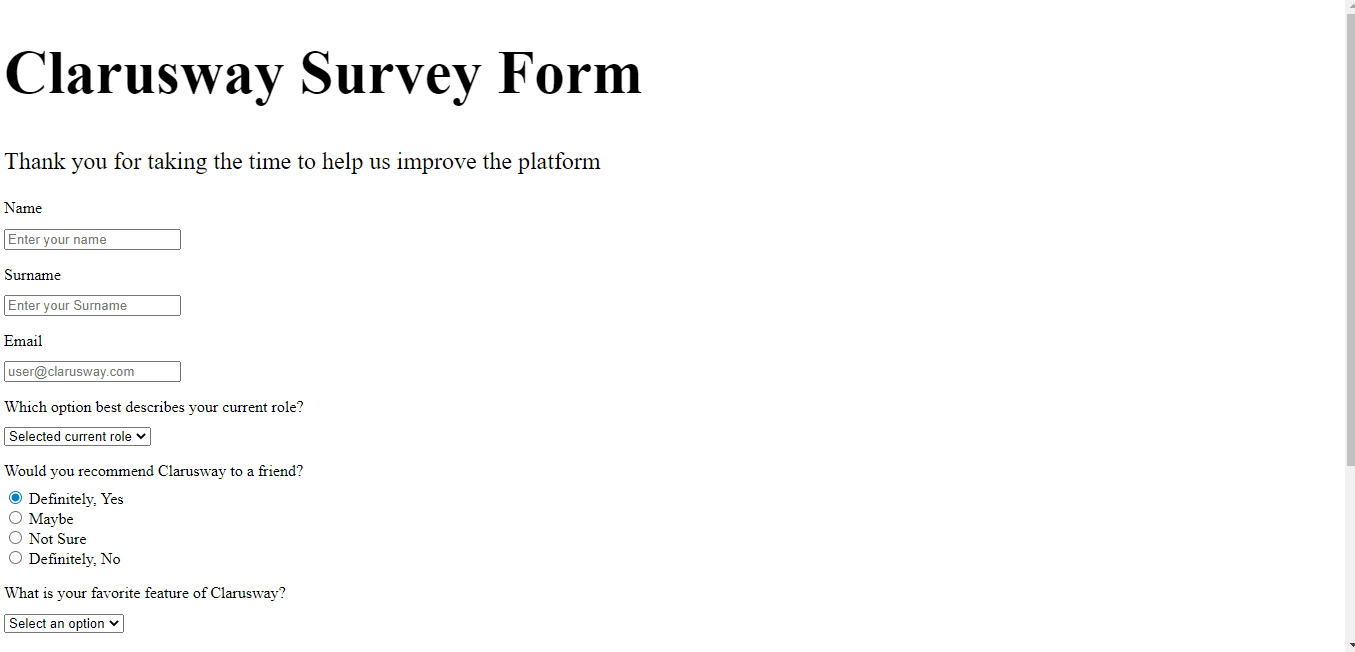 Clarusway Survey Form
Thank you for taking the time to help us improve the platform
Name
Enter your name
Surname
Enter your Surname
Email
user@clarusway.com
Which option best describes your current role?
Selected current role
Would you recommend Clarusway to a friend?
Definitely, Yes
Maybe
Not Sure
Definitely, No
What is your favorite feature of Clarusway?
Select an option